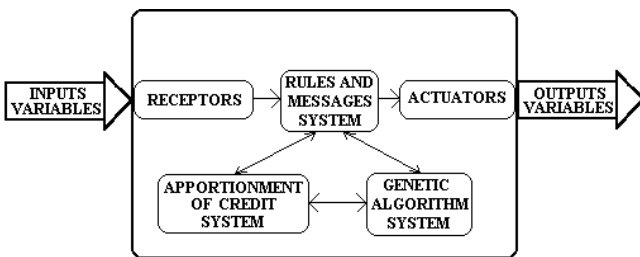 INPUTS
VARIABLES
RECEPTORS
RULES AND
MESSAGES
SYSTEM
ACTUATORS
OUTPUTS
VARIABLES
APPORTIONMENT
OF CREDIT
SYSTEM
GENETIC
ALGORITHM
SYSTEM